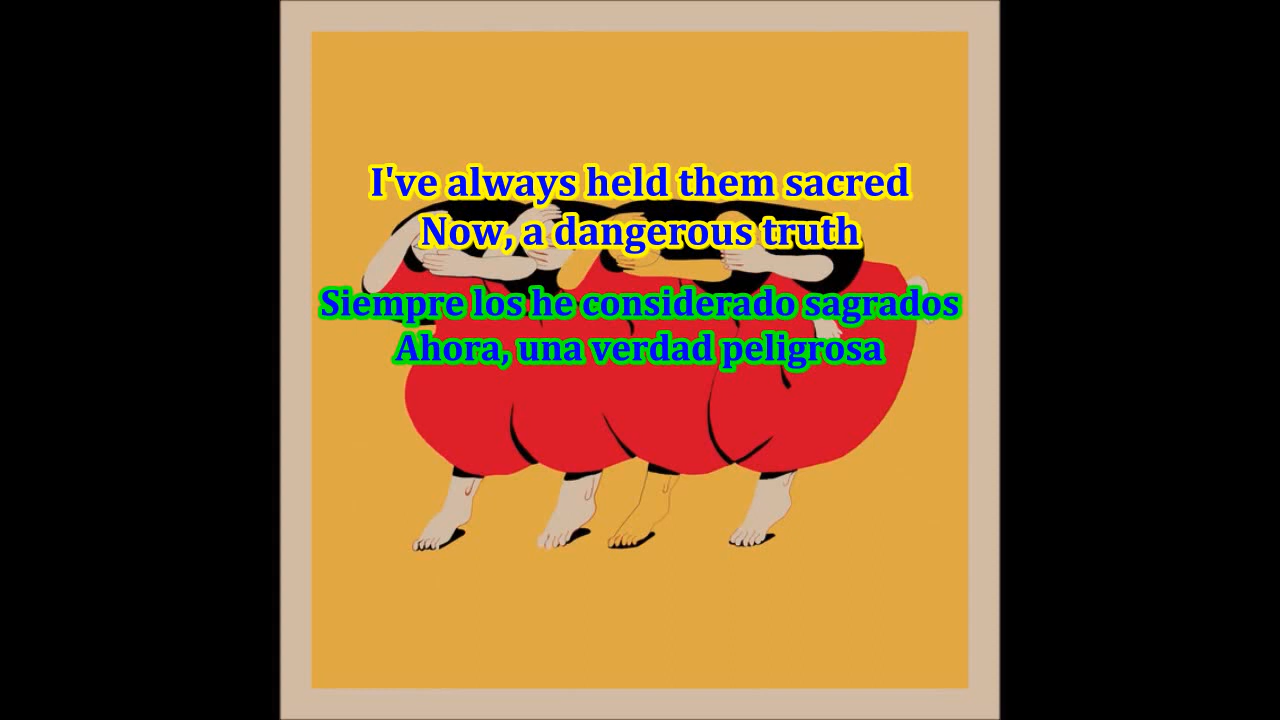 I've always held them sacred
Now, a dangerous truth
Siempre los he considerado sagrados
Ahora, una verdad peligrosa